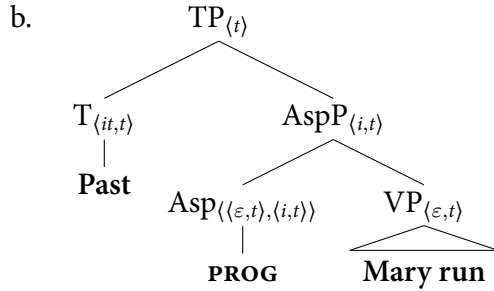 b.
TP⟨t⟩
T⟨it,t⟩ AspP⟨i,t⟩
Past
Asp⟨⟨ε,t⟩,⟨i,t⟩⟩ VP⟨ε,t⟩
PROG Mary run